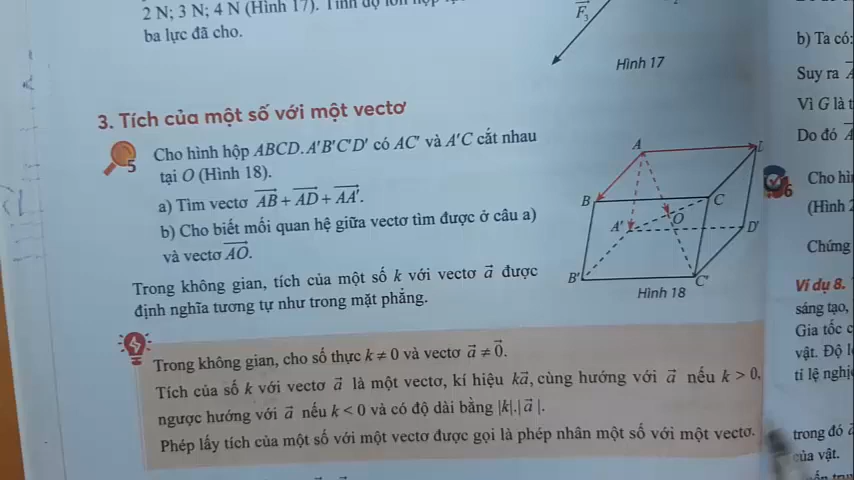 2 N; 3 N; 4 N (Hình 17). Tính độ lớn
ba lực đã cho.
F₃
Hình 17
3. Tích của một số với một vectơ
5
Cho hình hộp ABCD.A'B'C'D' có AC' và A'C cắt nhau
tại O (Hình 18).
a) Tìm vectơ AB + AD + AA'.
b) Cho biết mối quan hệ giữa vectơ tìm được ở câu a)
và vectơ AO.
A
B
C
A'
O
D'
B'
C'
Hình 18
Trong không gian, tích của một số k với vectơ a⃗ được
định nghĩa tương tự như trong mặt phẳng.
Trong không gian, cho số thực k ≠ 0 và vectơ a⃗ ≠ 0⃗.
Tích của số k với vectơ a⃗ là một vectơ, kí hiệu ka⃗, cùng hướng với a⃗ nếu k > 0,
ngược hướng với a⃗ nếu k < 0 và có độ dài bằng |k|.|a⃗|.
Phép lấy tích của một số với một vectơ được gọi là phép nhân một số với một vectơ.
b) Ta có:
Suy ra
Vì G là
Do đó
6
Cho
(Hình
Chứng
Ví dụ 8.
sáng tạo,
Gia tốc
vật. Độ
tỉ lệ
trong đó
của vật.